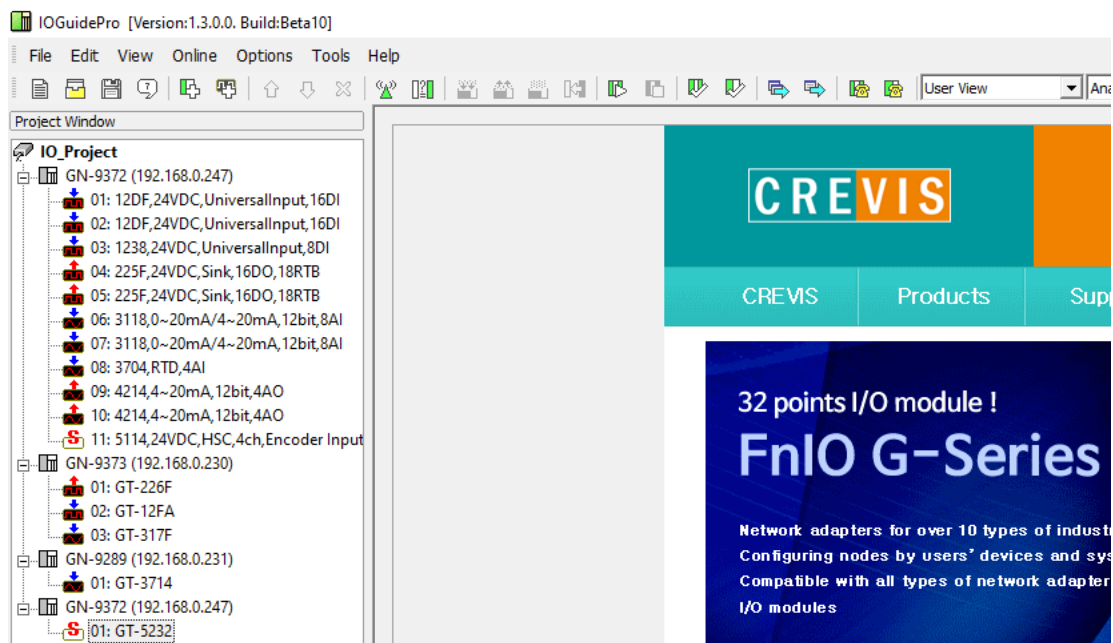 IOGuidePro [Version:1.3.0.0. Build:Beta10]
File Edit View Online Options Tools Help
User View
Project Window
IO_Project
GN-9372 (192.168.0.247)
01: 12DF,24VDC,UniversalInput,16DI
02: 12DF,24VDC,UniversalInput,16DI
03: 1238,24VDC,UniversalInput,8DI
04: 225F,24VDC,Sink,16DO,18RTB
05: 225F,24VDC,Sink,16DO,18RTB
06: 3118,0~20mA/4~20mA,12bit,8AI
07: 3118,0~20mA/4~20mA,12bit,8AI
08: 3704,RTD,4AI
09: 4214,4~20mA,12bit,4AO
10: 4214,4~20mA,12bit,4AO
11: 5114,24VDC,HSC,4ch,Encoder Input
GN-9373 (192.168.0.230)
01: GT-226F
02: GT-12FA
03: GT-317F
GN-9289 (192.168.0.231)
01: GT-3714
GN-9372 (192.168.0.247)
01: GT-5232
CREVIS
CREVIS Products Supp
32 points I/O module !
FnIO G-Series
Network adapters for over 10 types of industr
Configuring nodes by users' devices and sys
Compatible with all types of network adapter
I/O modules